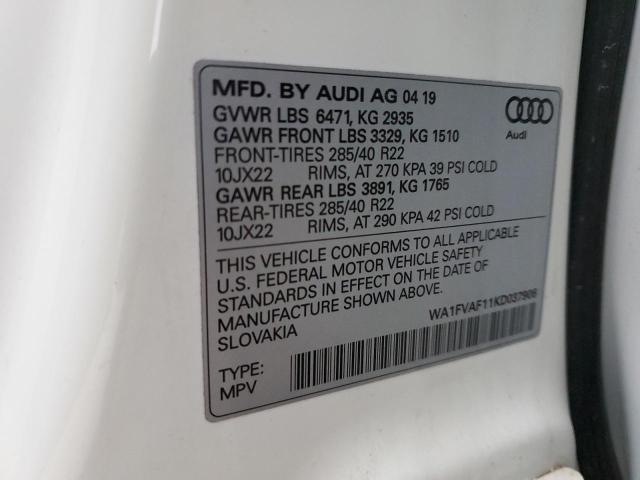 MFD. BY AUDI AG 04 19
GVWR LBS 6471, KG 2935
GAWR FRONT LBS 3329, KG 1510
FRONT-TIRES 285/40 R22
10JX22 RIMS, AT 270 KPA 39 PSI COLD
GAWR REAR LBS 3891, KG 1765
REAR-TIRES 285/40 R22
10JX22 RIMS, AT 290 KPA 42 PSI COLD
Audi
THIS VEHICLE CONFORMS TO ALL APPLICABLE
U.S. FEDERAL MOTOR VEHICLE SAFETY
STANDARDS IN EFFECT ON THE DATE OF
MANUFACTURE SHOWN ABOVE.
SLOVAKIA
WA1FVAF11KD037906
TYPE:
MPV